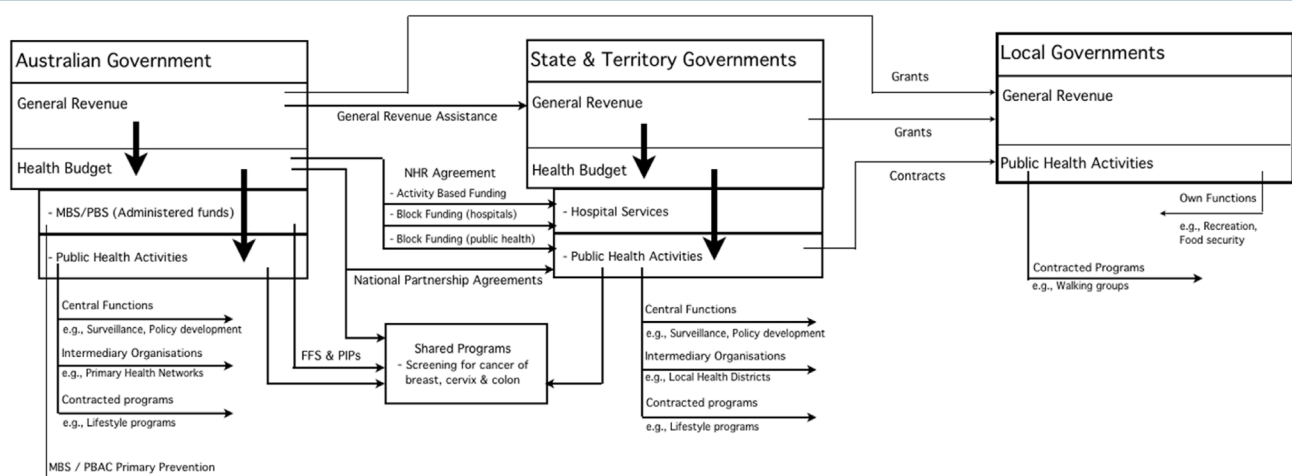 Australian Government
General Revenue
Health Budget
- MBS/PBS (Administered funds)
- Public Health Activities
Central Functions
e.g., Surveillance, Policy development
Intermediary Organisations
e.g., Primary Health Networks
Contracted programs
e.g., Lifestyle programs
MBS / PBAC Primary Prevention
General Revenue Assistance
NHR Agreement
- Activity Based Funding
- Block Funding (hospitals)
- Block Funding (public health)
National Partnership Agreements
FFS & PIPs
Shared Programs
- Screening for cancer of
breast, cervix & colon
State & Territory Governments
General Revenue
Health Budget
- Hospital Services
- Public Health Activities
Central Functions
e.g., Surveillance, Policy development
Intermediary Organisations
e.g., Local Health Districts
Contracted programs
e.g., Lifestyle programs
Grants
Grants
Contracts
Local Governments
General Revenue
Public Health Activities
Own Functions
e.g., Recreation,
Food security
Contracted Programs
e.g., Walking groups